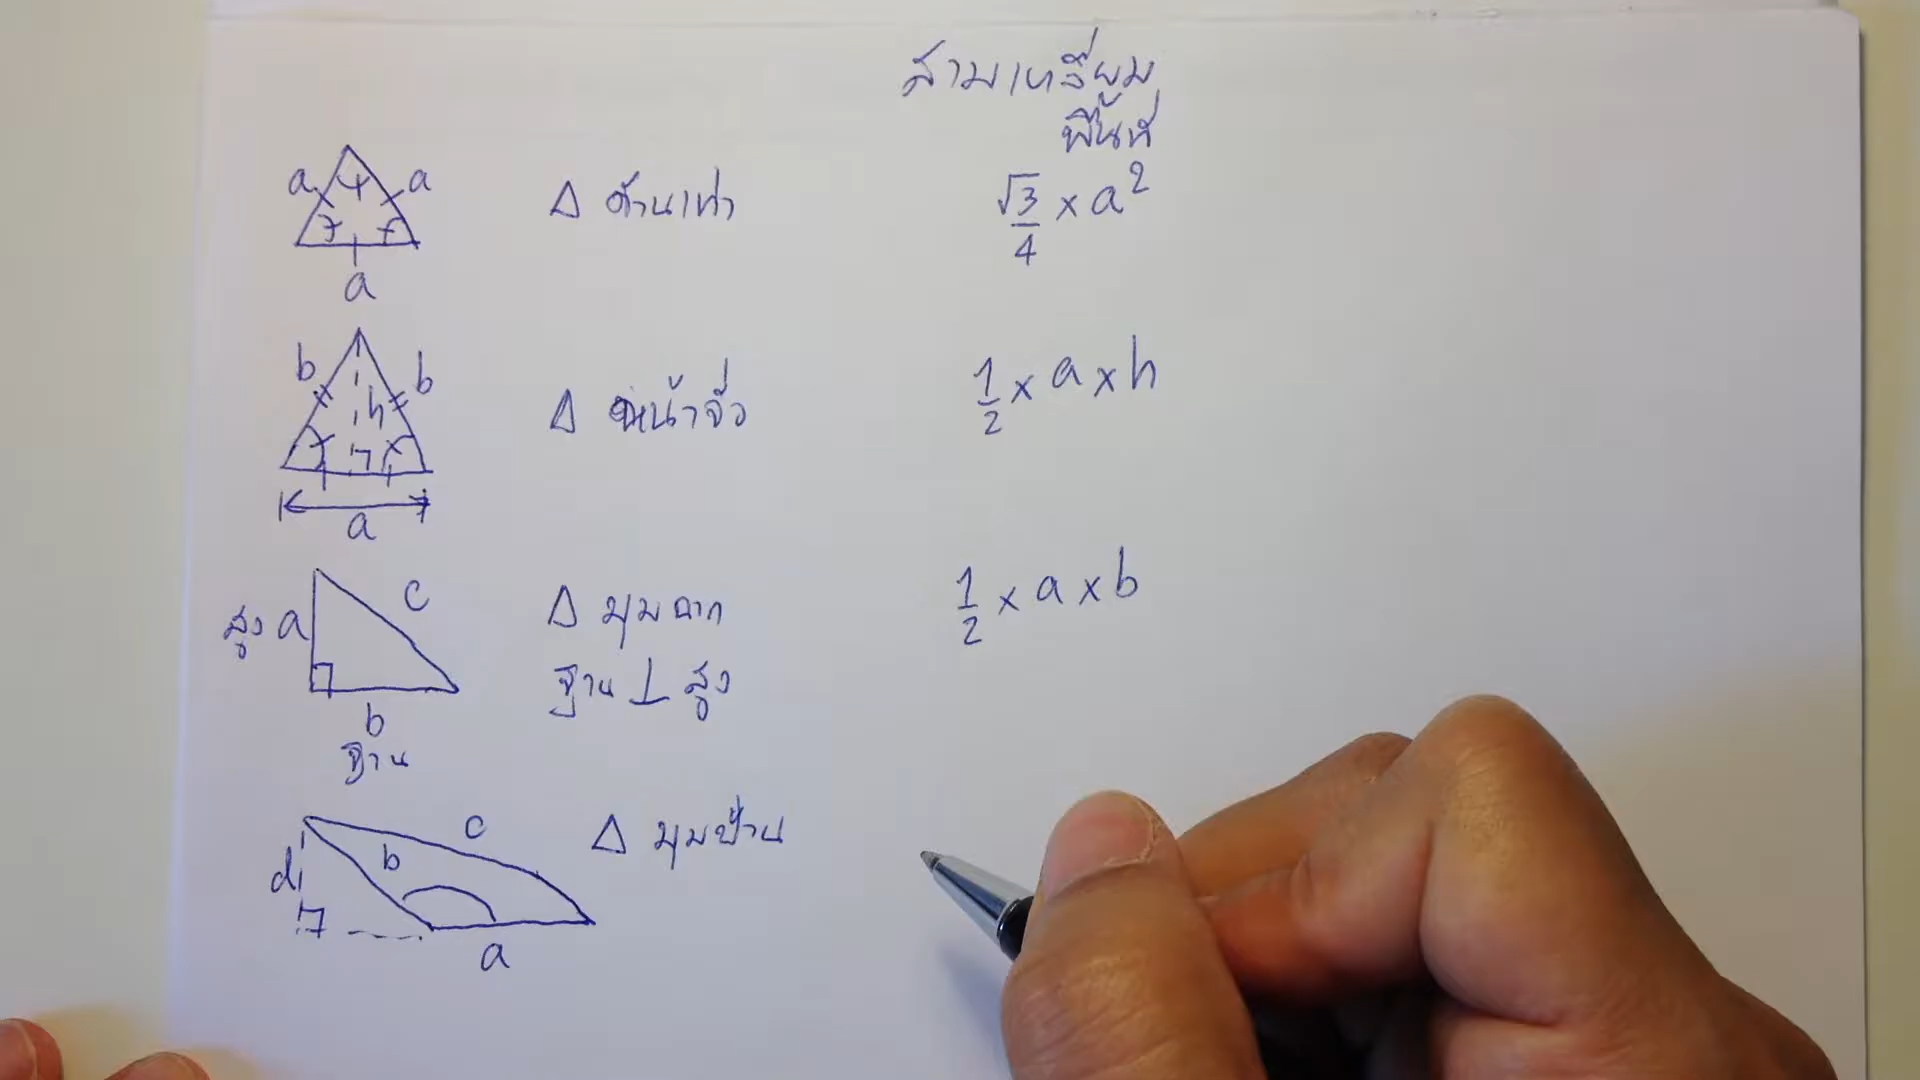 สามเหลี่ยม
พื้นที่
a a a
Δ ด้านเท่า
√3/4 × a²
b b h a
Δ หน้าจั่ว
1/2 × a × h
สูง a c
b
ฐาน
Δ มุมฉาก
ฐาน ⊥ สูง
1/2 × a × b
c b d a
Δ มุมป้าน